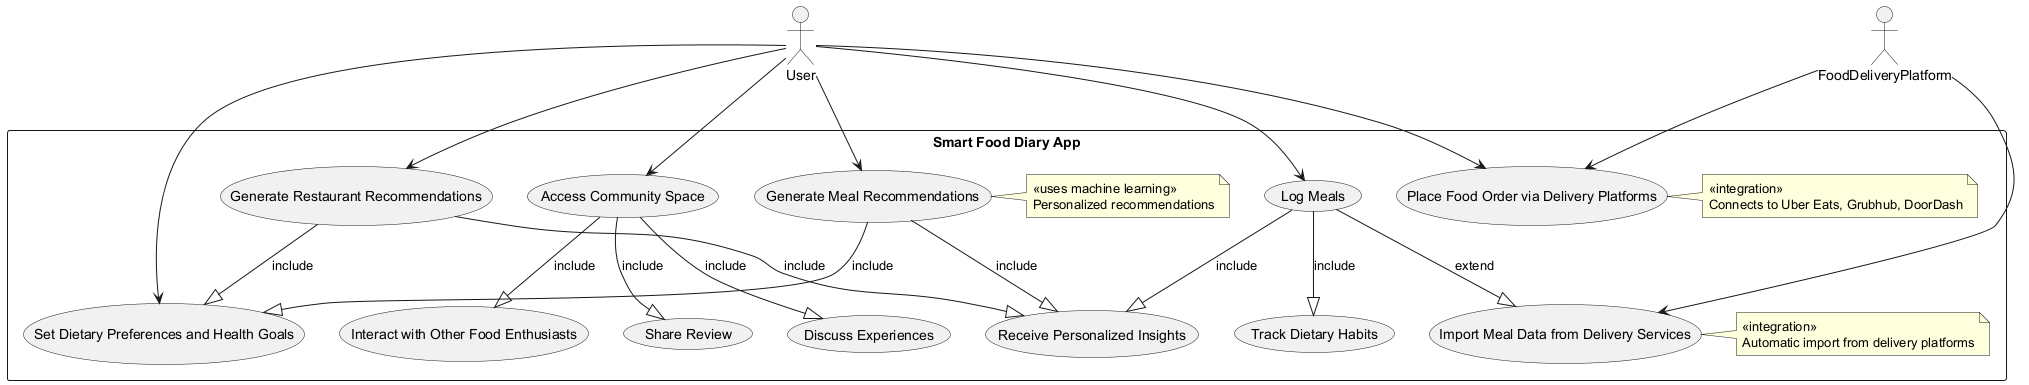 User
FoodDeliveryPlatform
Smart Food Diary App
Generate Restaurant Recommendations
Access Community Space
Generate Meal Recommendations
«uses machine learning»
Personalized recommendations
Log Meals
Place Food Order via Delivery Platforms
«integration»
Connects to Uber Eats, Grubhub, DoorDash
include
include
include
include
include
include
include
include
include
extend
Set Dietary Preferences and Health Goals
Interact with Other Food Enthusiasts
Share Review
Discuss Experiences
Receive Personalized Insights
Track Dietary Habits
Import Meal Data from Delivery Services
«integration»
Automatic import from delivery platforms